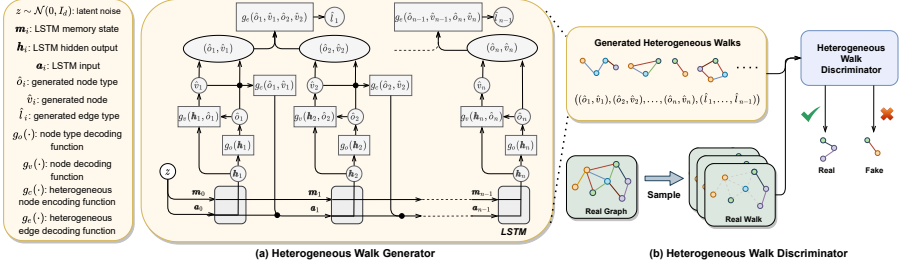 z ∼ 𝒩(0, I_d): latent noise
m_i: LSTM memory state
h_i: LSTM hidden output
a_i: LSTM input
ô_i: generated node type
v̂_i: generated node
l̂_i: generated edge type
g_o(·): node type decoding
function
g_v(·): node decoding
function
g_c(·): heterogeneous
node encoding function
g_e(·): heterogeneous
edge decoding function
g_e(ô_1, v̂_1, ô_2, v̂_2)
l̂_1
g_e(ô_{n−1}, v̂_{n−1}, ô_n, v̂_n)
l̂_{n−1}
(ô_1, v̂_1)
(ô_2, v̂_2)
(ô_n, v̂_n)
v̂_1
g_c(ô_1, v̂_1)
v̂_2
g_c(ô_2, v̂_2)
v̂_n
g_v(h_1, ô_1)
ô_1
g_v(h_2, ô_2)
ô_2
g_v(h_n, ô_n)
ô_n
g_o(h_1)
g_o(h_2)
g_o(h_n)
z
h_1
h_2
h_n
m_0
m_1
m_{n−1}
a_0
a_1
a_{n−1}
LSTM
(a) Heterogeneous Walk Generator
Generated Heterogeneous Walks
((ô_1, v̂_1), (ô_2, v̂_2), . . . , (ô_n, v̂_n), (l̂_1, . . . , l̂_{n−1}))
Heterogeneous
Walk
Discriminator
Real
Fake
Real Graph
Sample
Real Walk
(b) Heterogeneous Walk Discriminator